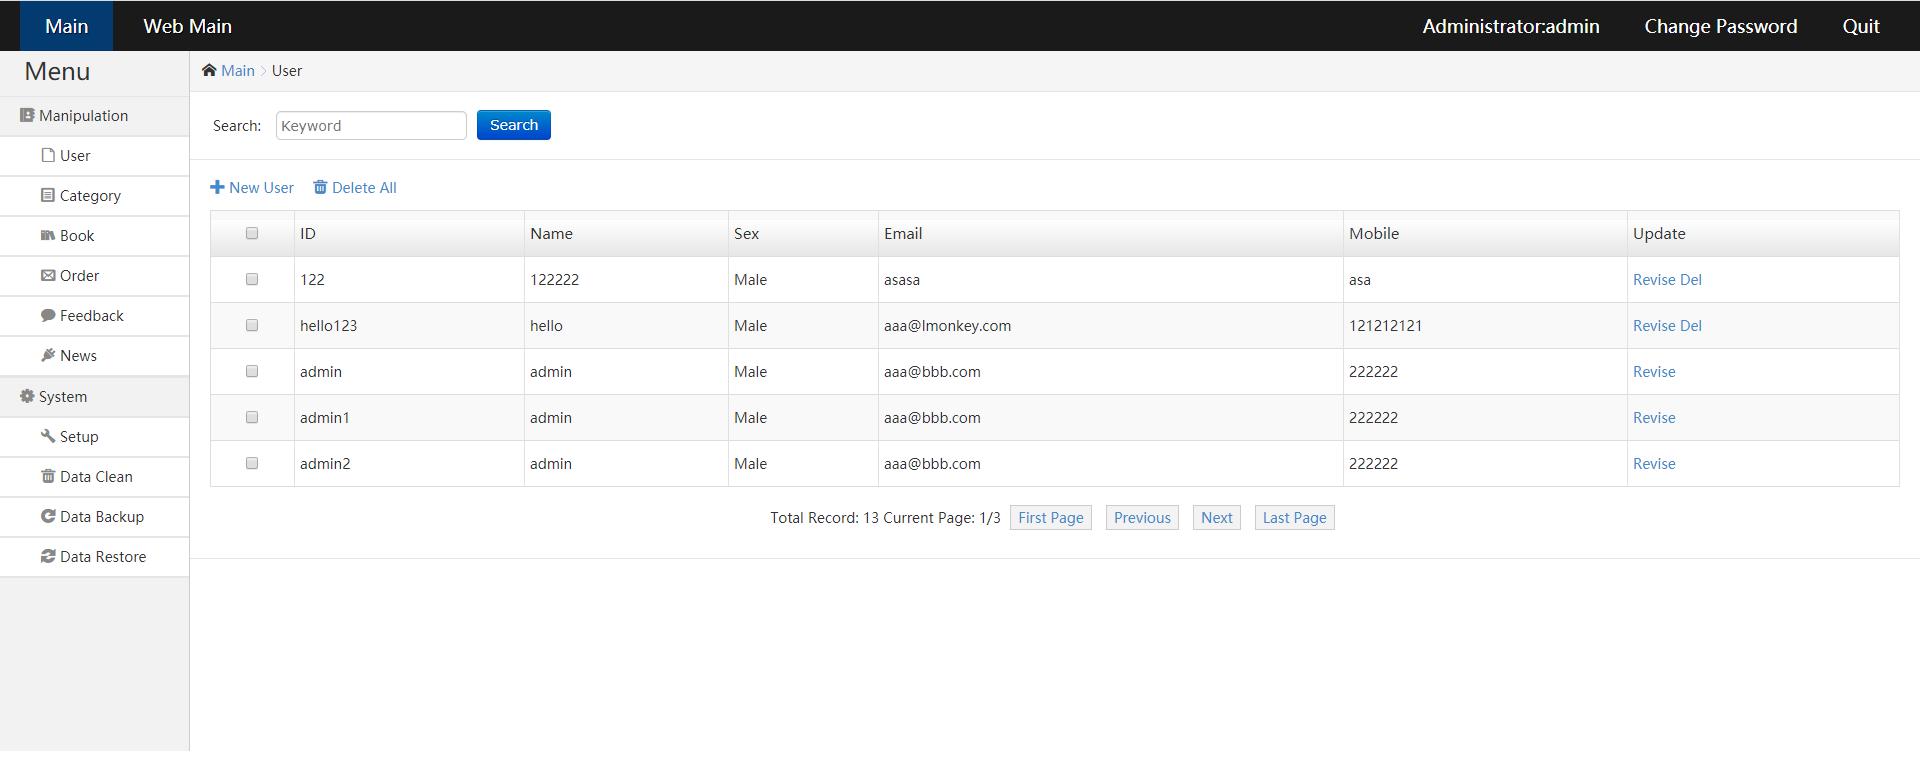 Main Web Main Administrator:admin Change Password Quit
Menu
Main User
Manipulation
User
Category
Book
Order
Feedback
News
System
Setup
Data Clean
Data Backup
Data Restore
Search: Keyword Search
New User Delete All
ID Name Sex Email Mobile Update
122 122222 Male asasa asa Revise Del
hello123 hello Male aaa@lmonkey.com 121212121 Revise Del
admin admin Male aaa@bbb.com 222222 Revise
admin1 admin Male aaa@bbb.com 222222 Revise
admin2 admin Male aaa@bbb.com 222222 Revise
Total Record: 13 Current Page: 1/3 First Page Previous Next Last Page